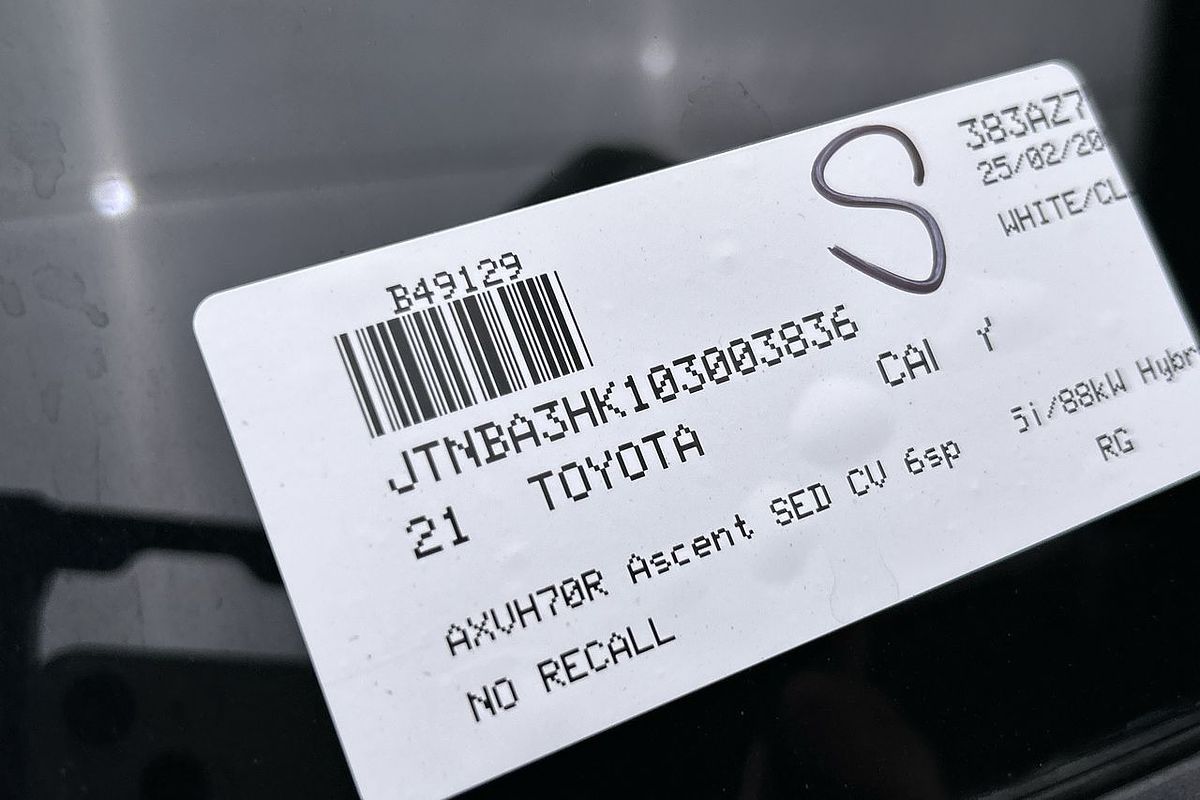 S
383AZ7
25/02/20
WHITE/CL
B49129
JTNBA3HK103003836
CAI Y
21 TOYOTA
AXVH70R Ascent SED CV 6sp 5i/88kW Hybr
RG
NO RECALL